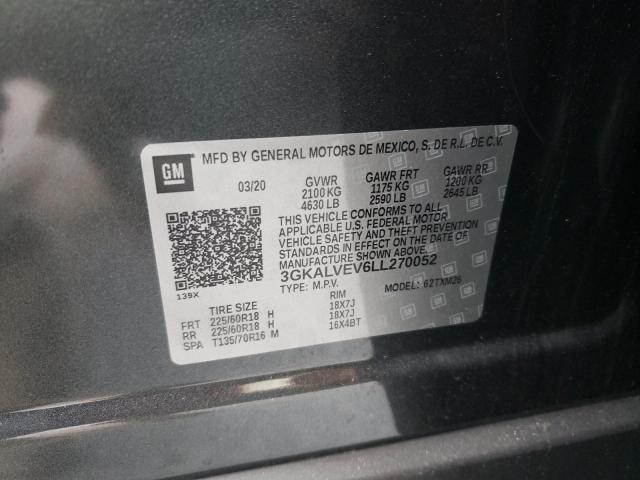 GM
MFD BY GENERAL MOTORS DE MEXICO, S. DE R.L. DE C.V.
03/20 GVWR GAWR FRT GAWR RR
2100 KG 1175 KG 1200 KG
4630 LB 2590 LB 2645 LB
THIS VEHICLE CONFORMS TO ALL
APPLICABLE U.S. FEDERAL MOTOR
VEHICLE SAFETY AND THEFT PREVENTION
STANDARDS IN EFFECT ON THE DATE OF
MANUFACTURE SHOWN ABOVE.
3GKALVEV6LL270052
TYPE: M.P.V. MODEL: 62TXM26
139X
TIRE SIZE RIM
FRT 225/60R18 H 18X7J
RR 225/60R18 H 18X7J
SPA T135/70R16 M 16X4BT